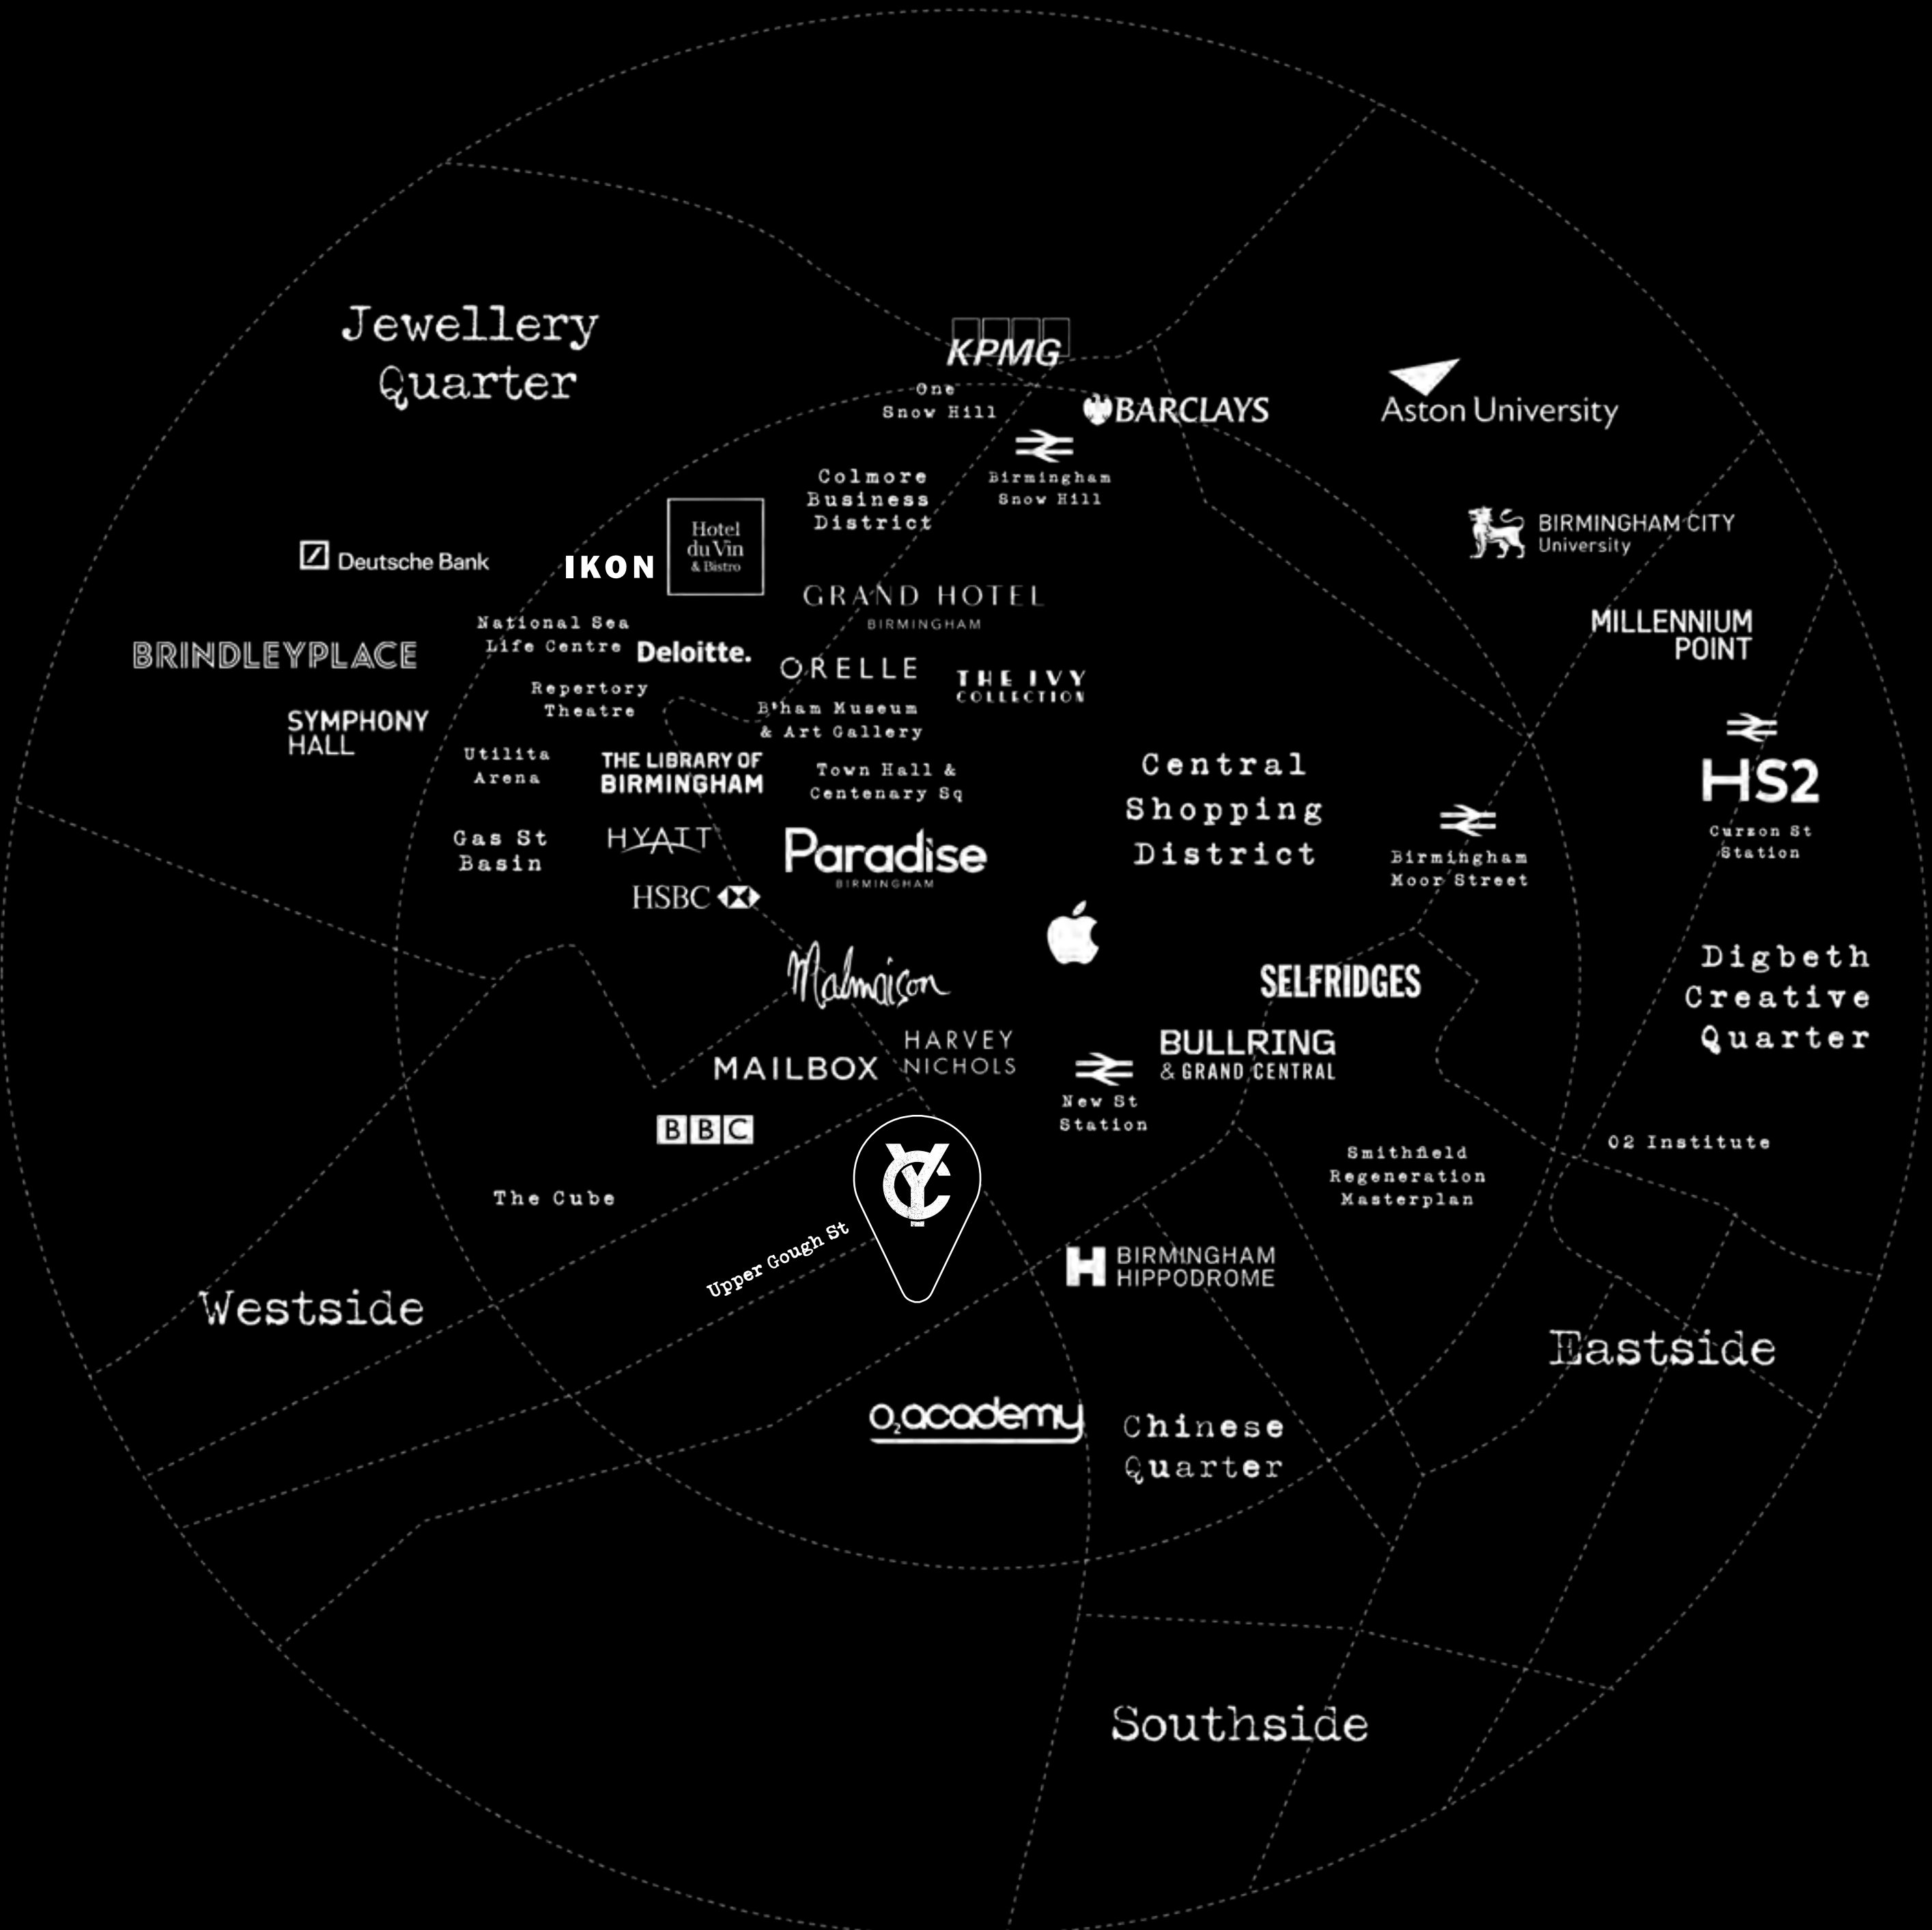 Jewellery
Quarter
KPMG
One
Snow Hill
BARCLAYS
Aston University
Birmingham
Snow Hill
Colmore
Business
District
Hotel
du Vin
& Bistro
IKON
Deutsche Bank
BIRMINGHAM CITY
University
GRAND HOTEL
BIRMINGHAM
National Sea
Life Centre
Deloitte.
BRINDLEYPLACE
MILLENNIUM
POINT
ORELLE
THE IVY
COLLECTION
Repertory
Theatre
B'ham Museum
& Art Gallery
SYMPHONY
HALL
Utilita
Arena
THE LIBRARY OF
BIRMINGHAM
Town Hall &
Centenary Sq
Central
Shopping
District
HS2
Curzon St
Station
Gas St
Basin
HYATT
Paradise
BIRMINGHAM
Birmingham
Moor Street
HSBC
Malmaison
SELFRIDGES
Digbeth
Creative
Quarter
MAILBOX
HARVEY
NICHOLS
New St
Station
BULLRING
& GRAND CENTRAL
BBC
The Cube
YC
Upper Gough St
Smithfield
Regeneration
Masterplan
O2 Institute
BIRMINGHAM
HIPPODROME
Westside
Eastside
O2 academy
Chinese
Quarter
Southside